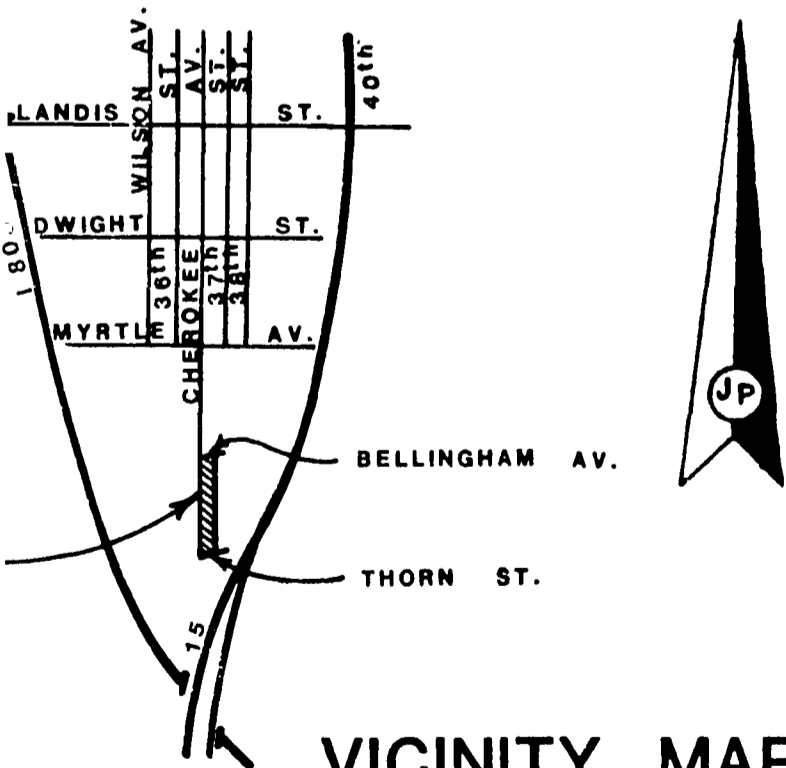 WILSON AV.
36th ST.
CHEROKEE AV.
37th ST.
38th ST.
40th
LANDIS ST.
DWIGHT ST.
MYRTLE AV.
JP
BELLINGHAM AV.
THORN ST.
15
VICINITY MAP